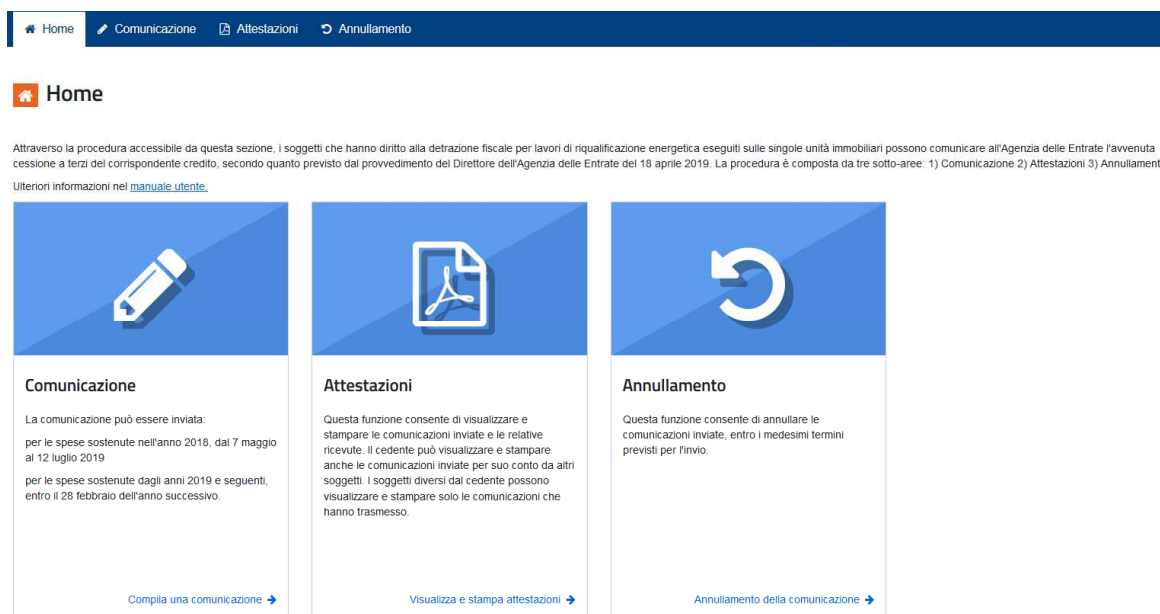 Home Comunicazione Attestazioni Annullamento
Home
Attraverso la procedura accessibile da questa sezione, i soggetti che hanno diritto alla detrazione fiscale per lavori di riqualificazione energetica eseguiti sulle singole unità immobiliari possono comunicare all'Agenzia delle Entrate l'avvenuta
cessione a terzi del corrispondente credito, secondo quanto previsto dal provvedimento del Direttore dell'Agenzia delle Entrate del 18 aprile 2019. La procedura è composta da tre sotto-aree: 1) Comunicazione 2) Attestazioni 3) Annullament
Ulteriori informazioni nel manuale utente.
Comunicazione
La comunicazione può essere inviata:
per le spese sostenute nell'anno 2018, dal 7 maggio
al 12 luglio 2019
per le spese sostenute dagli anni 2019 e seguenti,
entro il 28 febbraio dell'anno successivo.
Compila una comunicazione
Attestazioni
Questa funzione consente di visualizzare e
stampare le comunicazioni inviate e le relative
ricevute. Il cedente può visualizzare e stampare
anche le comunicazioni inviate per suo conto da altri
soggetti. I soggetti diversi dal cedente possono
visualizzare e stampare solo le comunicazioni che
hanno trasmesso.
Visualizza e stampa attestazioni
Annullamento
Questa funzione consente di annullare le
comunicazioni inviate, entro i medesimi termini
previsti per l'invio.
Annullamento della comunicazione